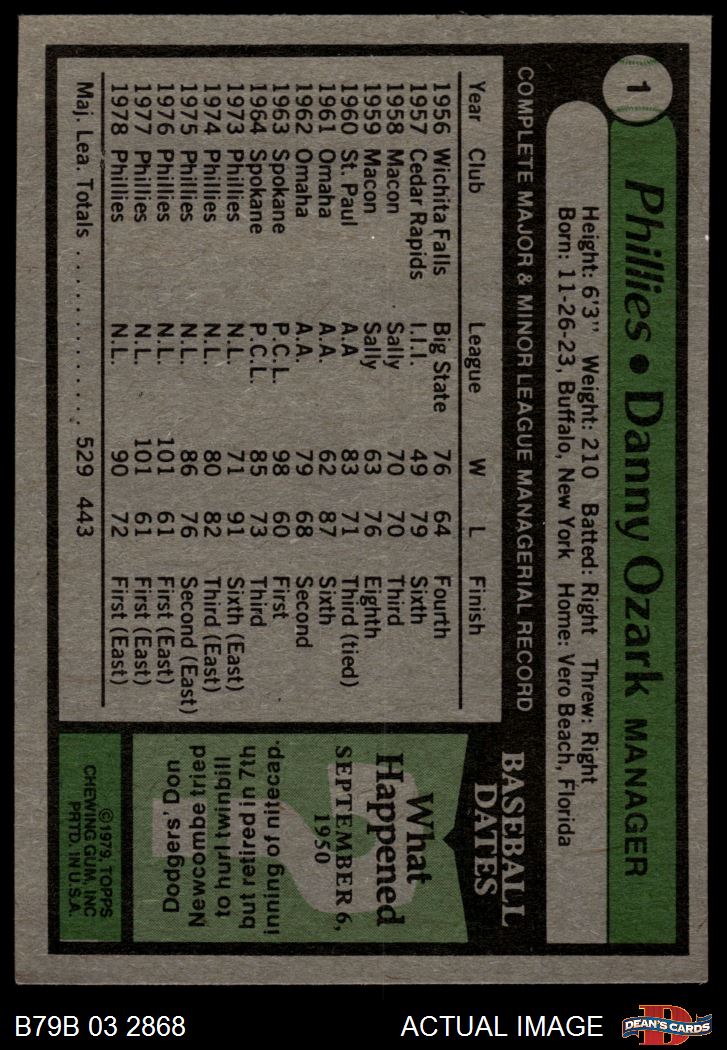 1
Phillies • Danny Ozark MANAGER
Height: 6'3" Weight: 210 Batted: Right Threw: Right
Born: 11-26-23, Buffalo, New York Home: Vero Beach, Florida
COMPLETE MAJOR & MINOR LEAGUE MANAGERIAL RECORD
Year Club League W L Finish
1956 Wichita Falls Big State 76 64 Fourth
1957 Cedar Rapids I.I.I. 49 79 Sixth
1958 Macon Sally 70 70 Third
1959 Macon Sally 63 76 Eighth
1960 St. Paul A.A 83 71 Third (tied)
1961 Omaha A.A. 62 87 Sixth
1962 Omaha A.A. 79 68 Second
1963 Spokane P.C.L. 98 60 First
1964 Spokane P.C.L. 85 73 Third
1973 Phillies N.L. 71 91 Sixth (East)
1974 Phillies N.L. 80 82 Third (East)
1975 Phillies N.L. 86 76 Second (East)
1976 Phillies N.L. 101 61 First (East)
1977 Phillies N.L. 101 61 First (East)
1978 Phillies N.L. 90 72 First (East)
Maj. Lea. Totals . . . . . . . . . . . . . . . . 529 443
BASEBALL
DATES
What
Happened
SEPTEMBER 6,
1950
Dodgers' Don
Newcombe tried
to hurl twinbill
but retired in 7th
inning of nitecap.
©1979, TOPPS
CHEWING GUM, INC
PRTD. IN U.S.A.
B79B 03 2868 ACTUAL IMAGE
DEAN'S CARDS